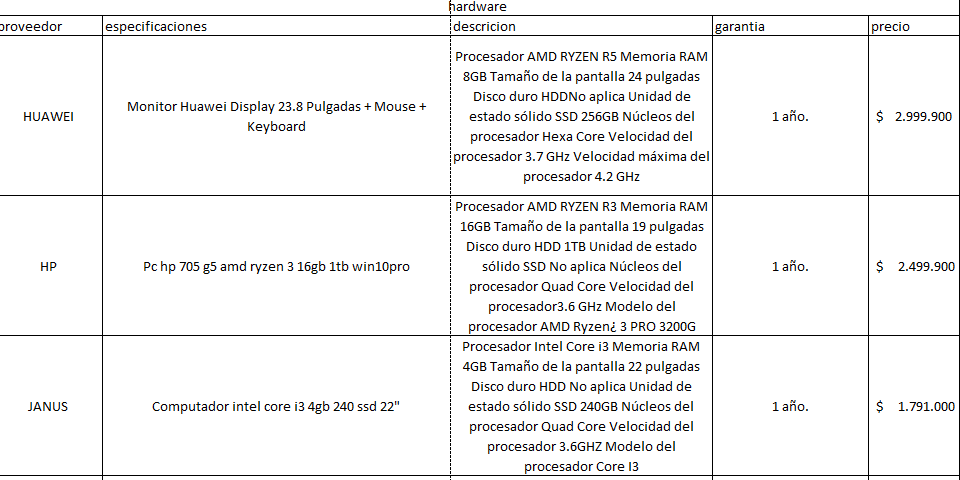 hardware
proveedor especificaciones descricion garantia precio
HUAWEI
Monitor Huawei Display 23.8 Pulgadas + Mouse +
Keyboard
Procesador AMD RYZEN R5 Memoria RAM
8GB Tamaño de la pantalla 24 pulgadas
Disco duro HDDNo aplica Unidad de
estado sólido SSD 256GB Núcleos del
procesador Hexa Core Velocidad del
procesador 3.7 GHz Velocidad máxima del
procesador 4.2 GHz
1 año.
$ 2.999.900
HP
Pc hp 705 g5 amd ryzen 3 16gb 1tb win10pro
Procesador AMD RYZEN R3 Memoria RAM
16GB Tamaño de la pantalla 19 pulgadas
Disco duro HDD 1TB Unidad de estado
sólido SSD No aplica Núcleos del
procesador Quad Core Velocidad del
procesador3.6 GHz Modelo del
procesador AMD Ryzen¿ 3 PRO 3200G
1 año.
$ 2.499.900
JANUS
Computador intel core i3 4gb 240 ssd 22"
Procesador Intel Core i3 Memoria RAM
4GB Tamaño de la pantalla 22 pulgadas
Disco duro HDD No aplica Unidad de
estado sólido SSD 240GB Núcleos del
procesador Quad Core Velocidad del
procesador 3.6GHZ Modelo del
procesador Core I3
1 año.
$ 1.791.000